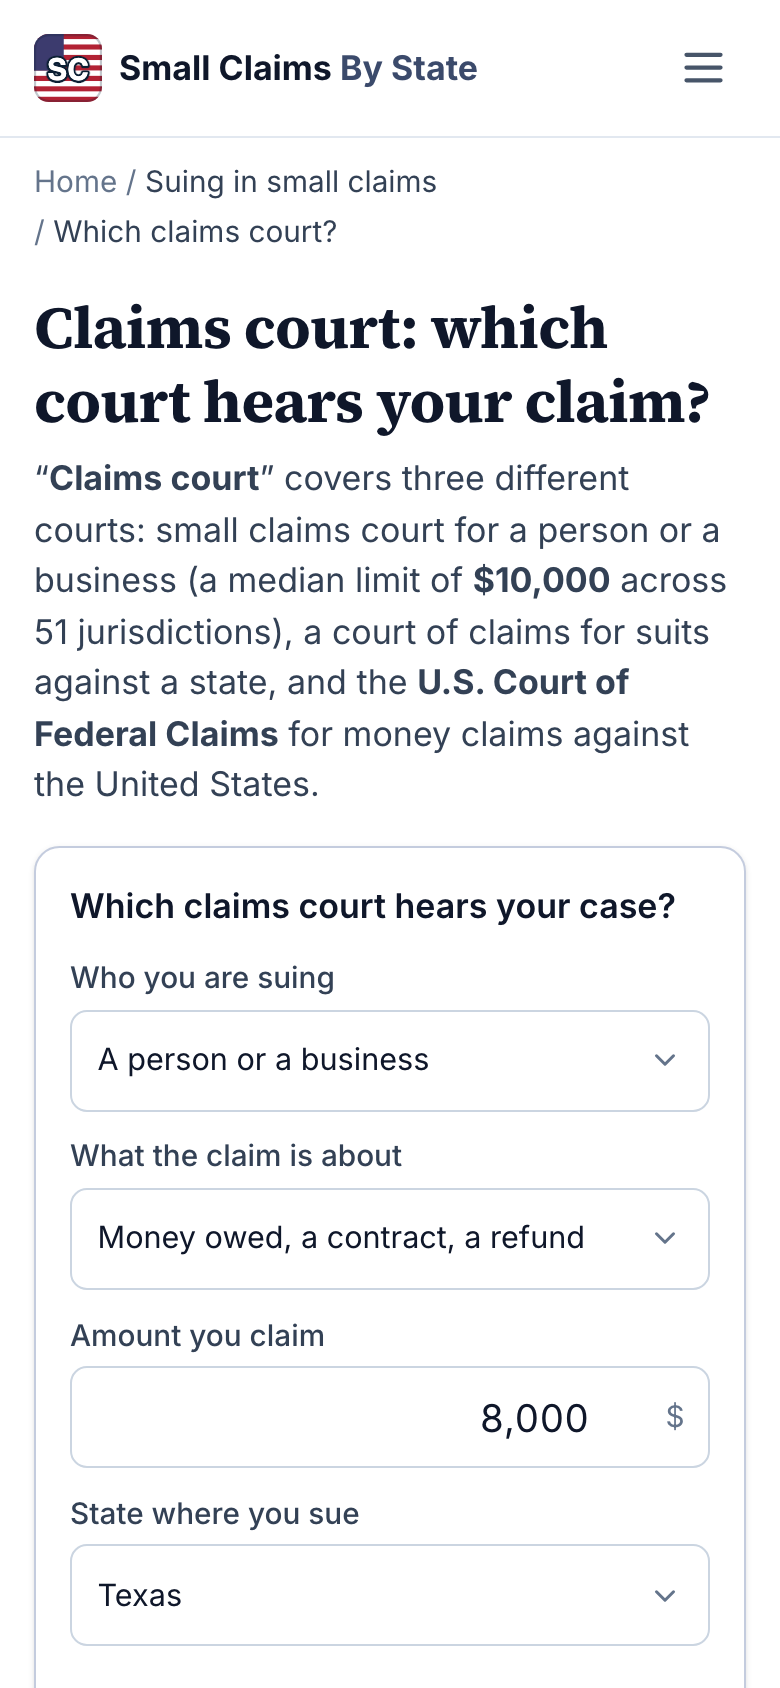 SC
Small Claims By State
Home / Suing in small claims
/ Which claims court?
Claims court: which
court hears your claim?
“Claims court” covers three different
courts: small claims court for a person or a
business (a median limit of $10,000 across
51 jurisdictions), a court of claims for suits
against a state, and the U.S. Court of
Federal Claims for money claims against
the United States.
Which claims court hears your case?
Who you are suing
A person or a business
What the claim is about
Money owed, a contract, a refund
Amount you claim
8,000 $
State where you sue
Texas